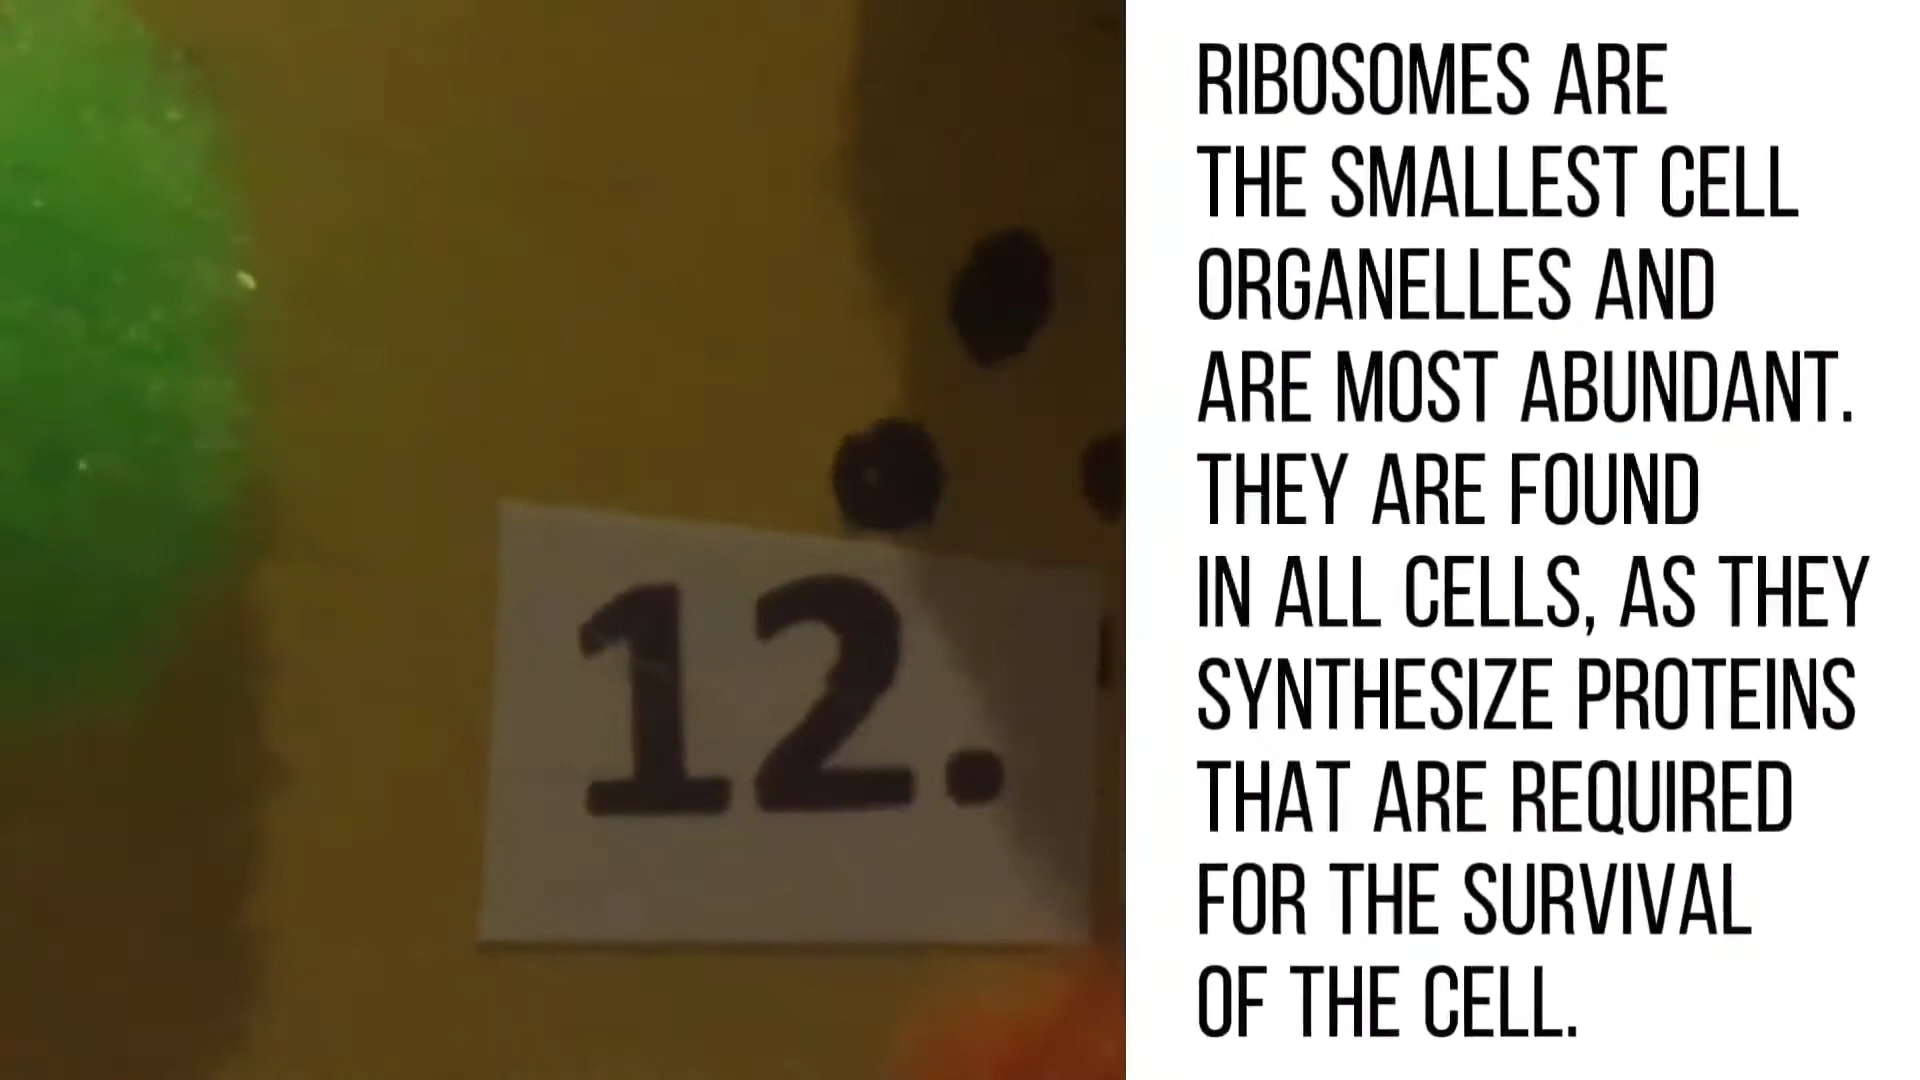 12.
RIBOSOMES ARE
THE SMALLEST CELL
ORGANELLES AND
ARE MOST ABUNDANT.
THEY ARE FOUND
IN ALL CELLS, AS THEY
SYNTHESIZE PROTEINS
THAT ARE REQUIRED
FOR THE SURVIVAL
OF THE CELL.